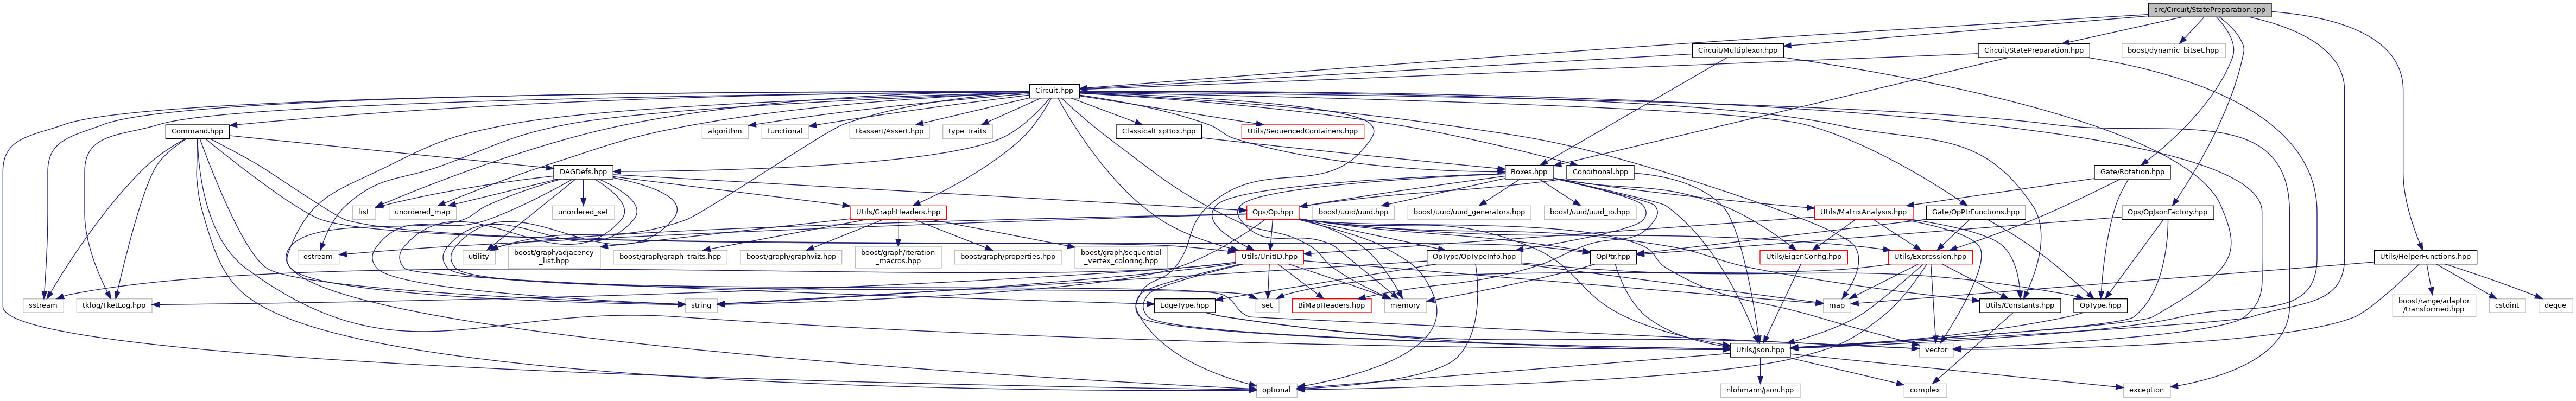 src/Circuit/StatePreparation.cpp
Circuit/Multiplexor.hpp
Circuit/StatePreparation.hpp
boost/dynamic_bitset.hpp
Circuit.hpp
Command.hpp
algorithm
functional
tkassert/Assert.hpp
type_traits
ClassicalExpBox.hpp
Utils/SequencedContainers.hpp
DAGDefs.hpp
Boxes.hpp
Conditional.hpp
Gate/Rotation.hpp
list
unordered_map
unordered_set
Utils/GraphHeaders.hpp
Ops/Op.hpp
boost/uuid/uuid.hpp
boost/uuid/uuid_generators.hpp
boost/uuid/uuid_io.hpp
Utils/MatrixAnalysis.hpp
Gate/OpPtrFunctions.hpp
Ops/OpJsonFactory.hpp
ostream
utility
boost/graph/adjacency
_list.hpp
boost/graph/graph_traits.hpp
boost/graph/graphviz.hpp
boost/graph/iteration
_macros.hpp
boost/graph/properties.hpp
boost/graph/sequential
_vertex_coloring.hpp
Utils/UnitID.hpp
OpType/OpTypeInfo.hpp
OpPtr.hpp
Utils/EigenConfig.hpp
Utils/Expression.hpp
Utils/HelperFunctions.hpp
sstream
tklog/TketLog.hpp
string
EdgeType.hpp
set
BiMapHeaders.hpp
memory
map
Utils/Constants.hpp
OpType.hpp
boost/range/adaptor
/transformed.hpp
cstdint
deque
Utils/Json.hpp
vector
optional
nlohmann/json.hpp
complex
exception